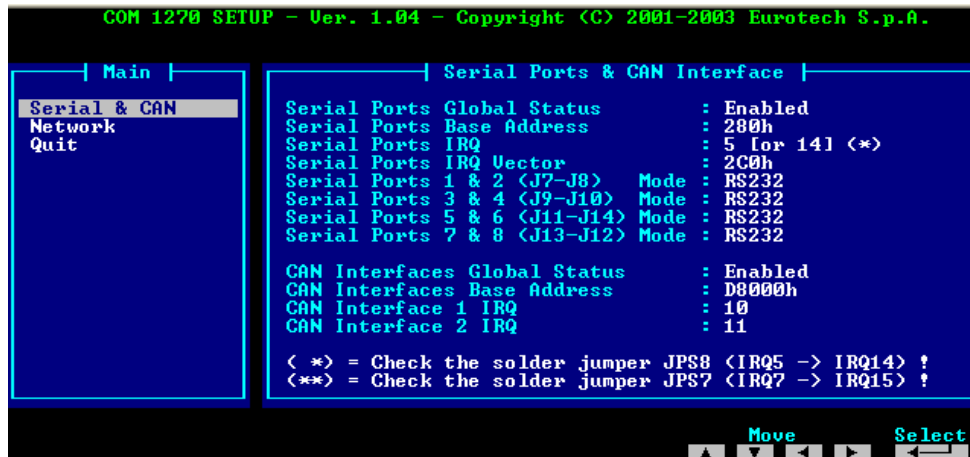 COM 1270 SETUP - Ver. 1.04 - Copyright (C) 2001-2003 Eurotech S.p.A.
Main
Serial & CAN
Network
Quit
Serial Ports & CAN Interface
Serial Ports Global Status : Enabled
Serial Ports Base Address : 280h
Serial Ports IRQ : 5 [or 14] (*)
Serial Ports IRQ Vector : 2C0h
Serial Ports 1 & 2 (J7-J8) Mode : RS232
Serial Ports 3 & 4 (J9-J10) Mode : RS232
Serial Ports 5 & 6 (J11-J14) Mode : RS232
Serial Ports 7 & 8 (J13-J12) Mode : RS232
CAN Interfaces Global Status : Enabled
CAN Interfaces Base Address : D8000h
CAN Interface 1 IRQ : 10
CAN Interface 2 IRQ : 11
( *) = Check the solder jumper JPS8 (IRQ5 -> IRQ14) !
(**) = Check the solder jumper JPS7 (IRQ7 -> IRQ15) !
Move Select